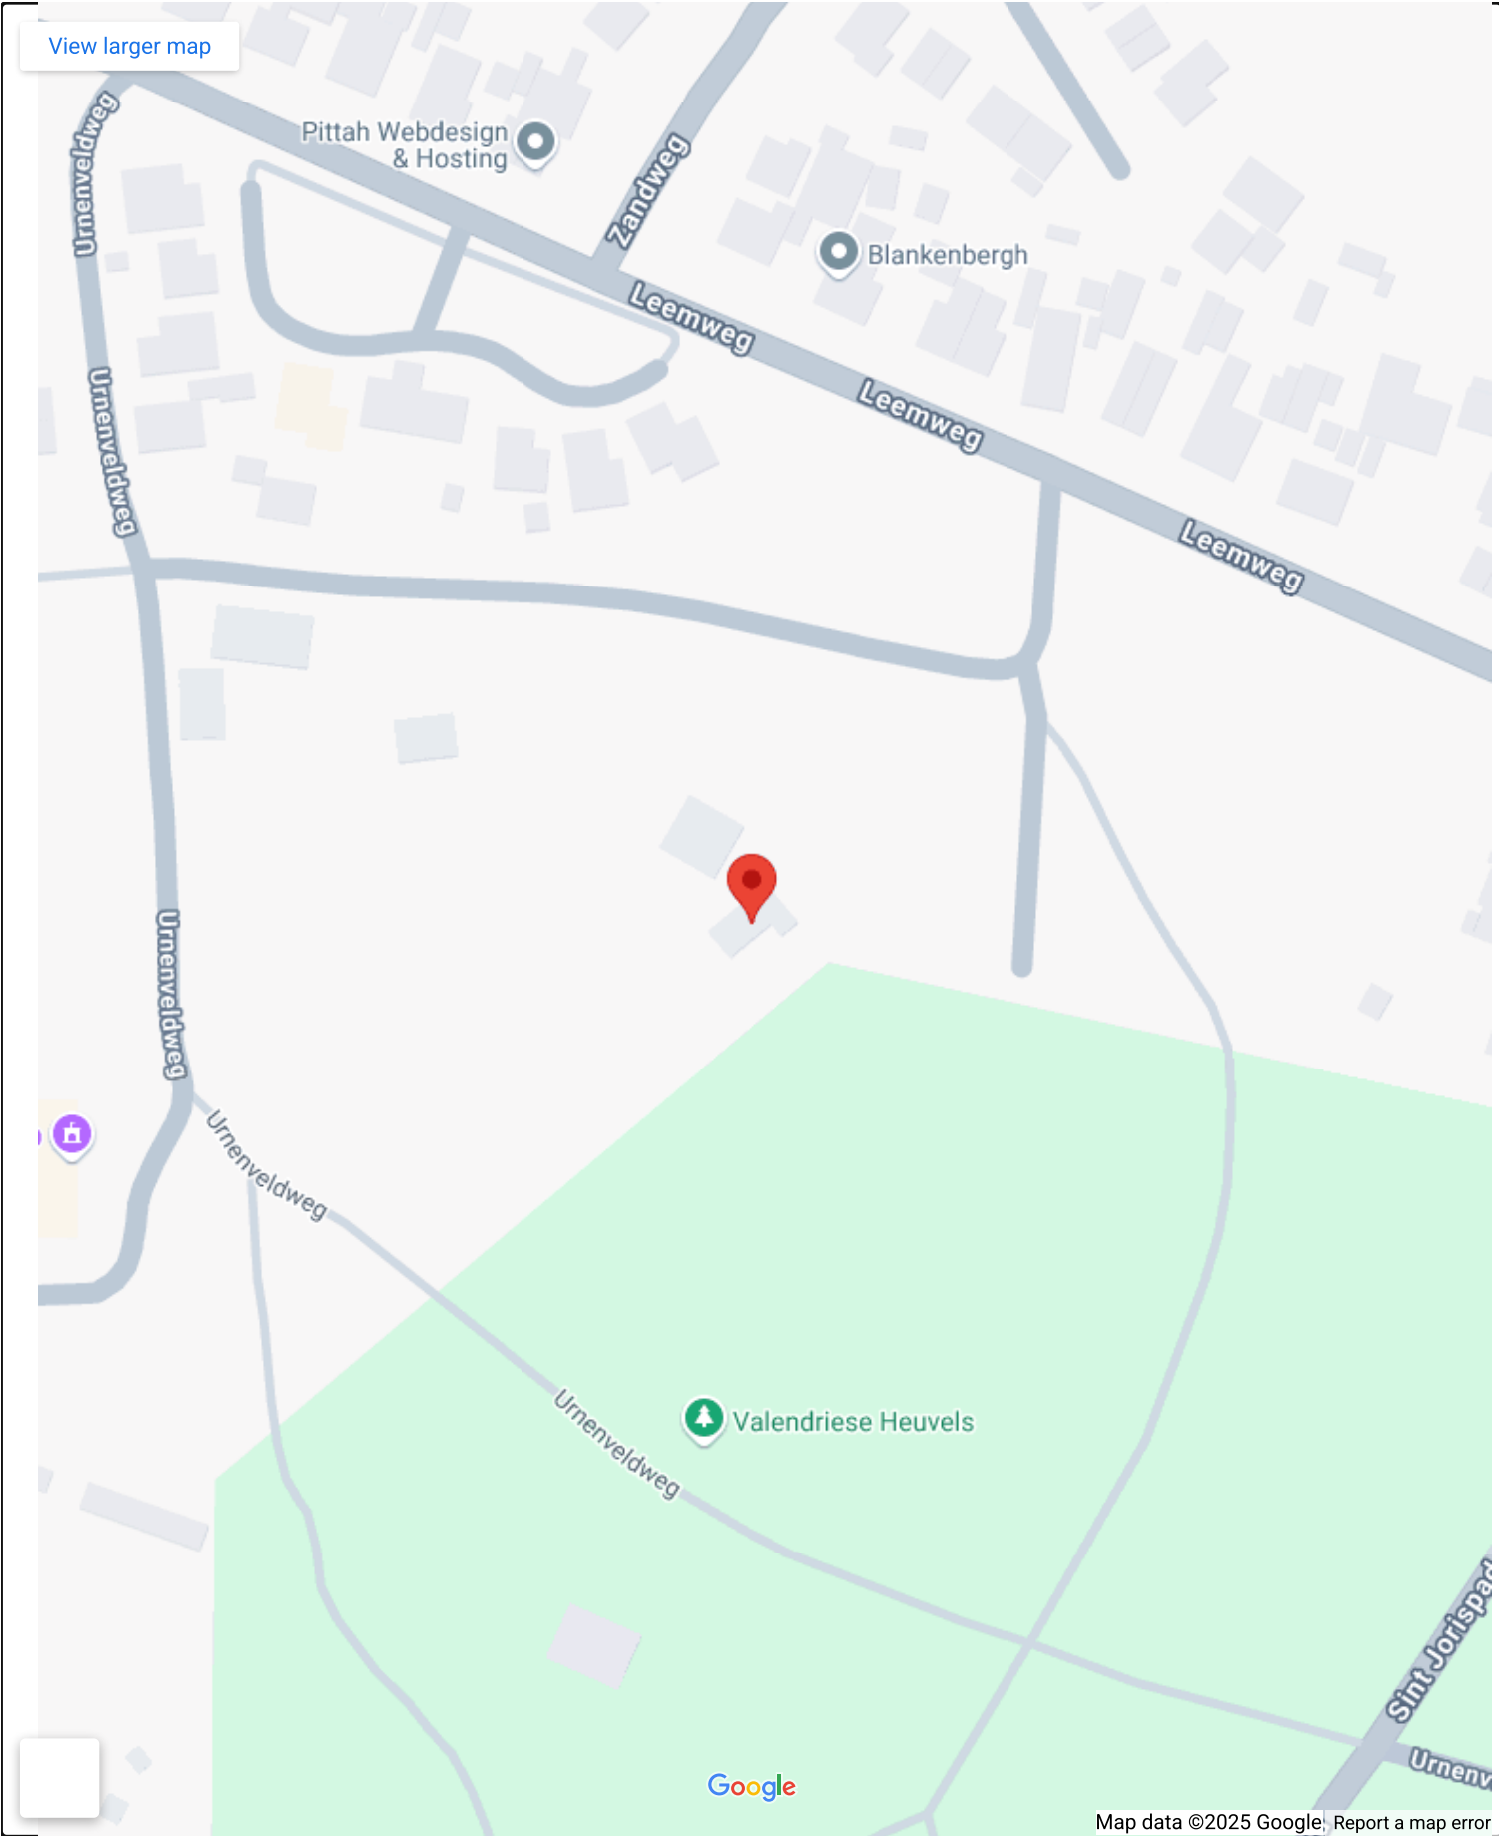 View larger map
Urnenveldweg
Pittah Webdesign
& Hosting
Zandweg
Blankenbergh
Leemweg
Leemweg
Urnenveldweg
Leemweg
Urnenveldweg
Urnenveldweg
Valendriese Heuvels
Urnenveldweg
Sint Jorispad
Urnenv
Google
Map data ©2025 Google
Report a map error